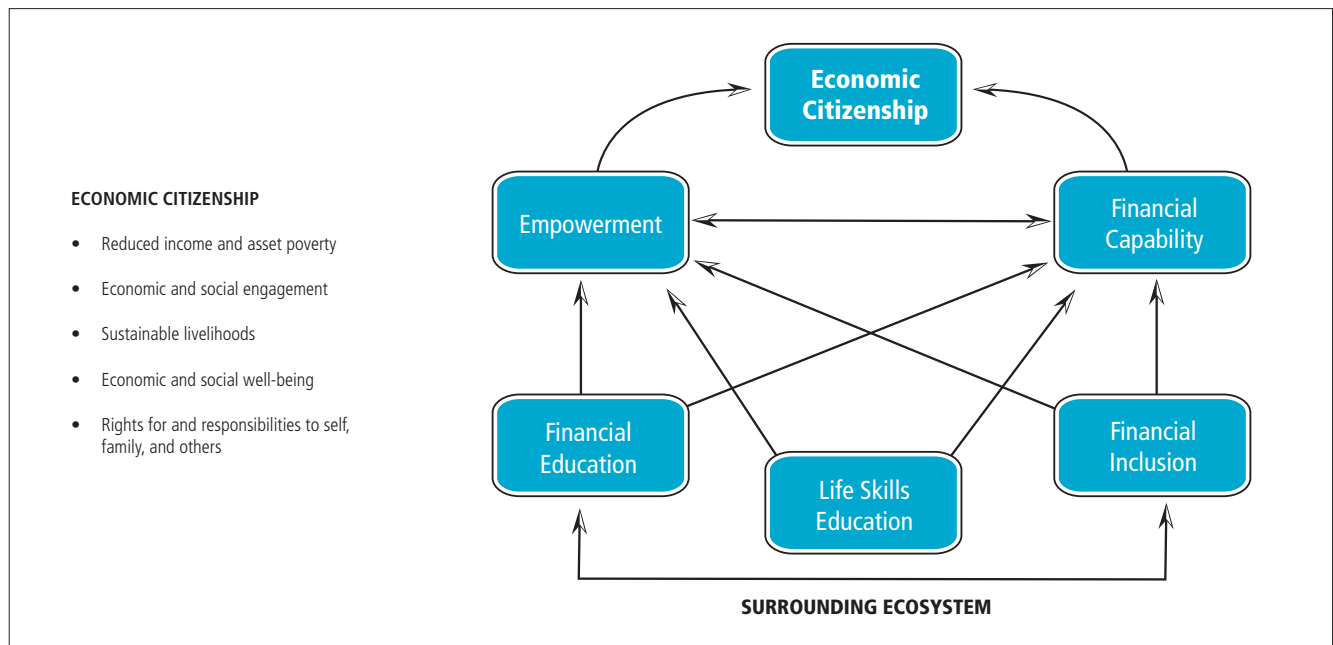 Economic
Citizenship
Empowerment
Financial
Capability
ECONOMIC CITIZENSHIP
• Reduced income and asset poverty
• Economic and social engagement
• Sustainable livelihoods
• Economic and social well-being
• Rights for and responsibilities to self,
family, and others
Financial
Education
Life Skills
Education
Financial
Inclusion
SURROUNDING ECOSYSTEM